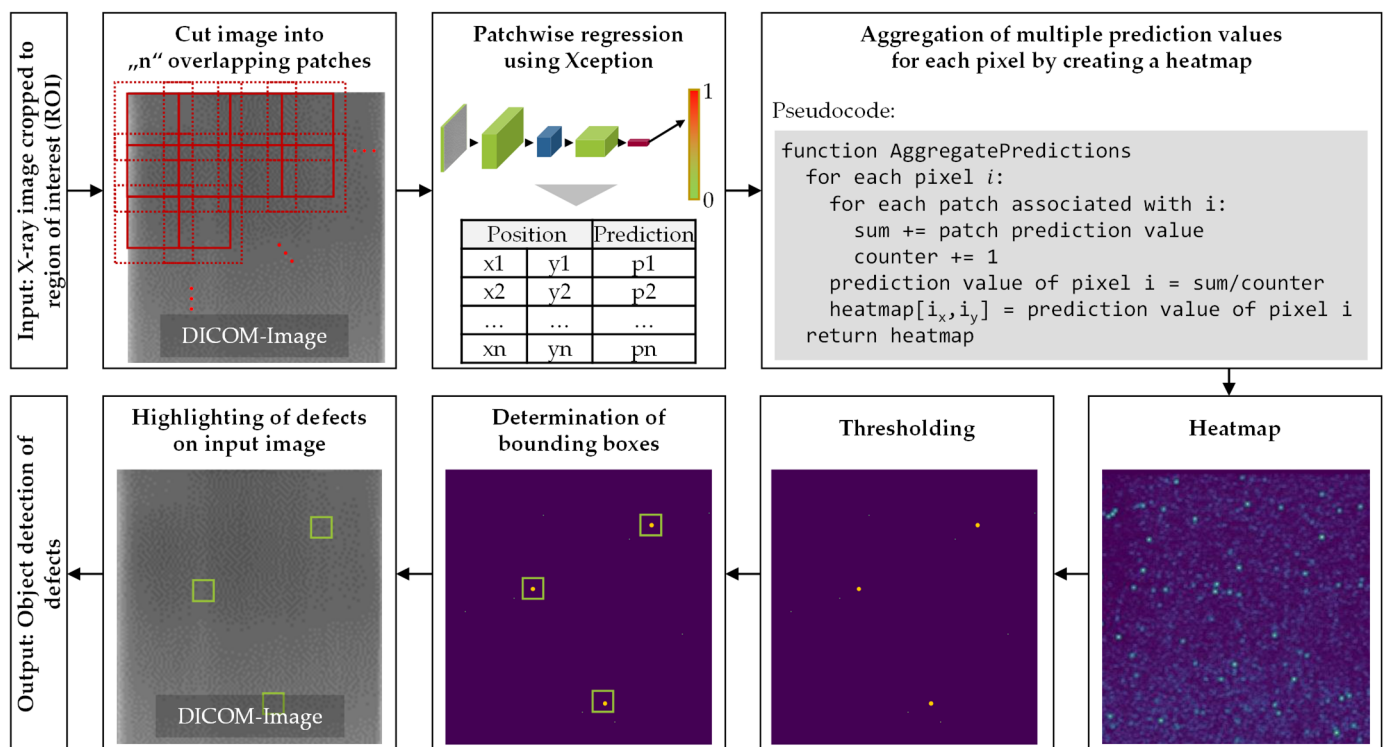 Input: X-ray image cropped to
region of interest (ROI)
Cut image into
„n“ overlapping patches
DICOM-Image
Patchwise regression
using Xception
1
0
Position Prediction
x1 y1 p1
x2 y2 p2
... ... ...
xn yn pn
Aggregation of multiple prediction values
for each pixel by creating a heatmap
Pseudocode:
function AggregatePredictions
for each pixel i:
for each patch associated with i:
sum += patch prediction value
counter += 1
prediction value of pixel i = sum/counter
heatmap[i_x,i_y] = prediction value of pixel i
return heatmap
Heatmap
Thresholding
Determination of
bounding boxes
Highlighting of defects
on input image
DICOM-Image
Output: Object detection of
defects